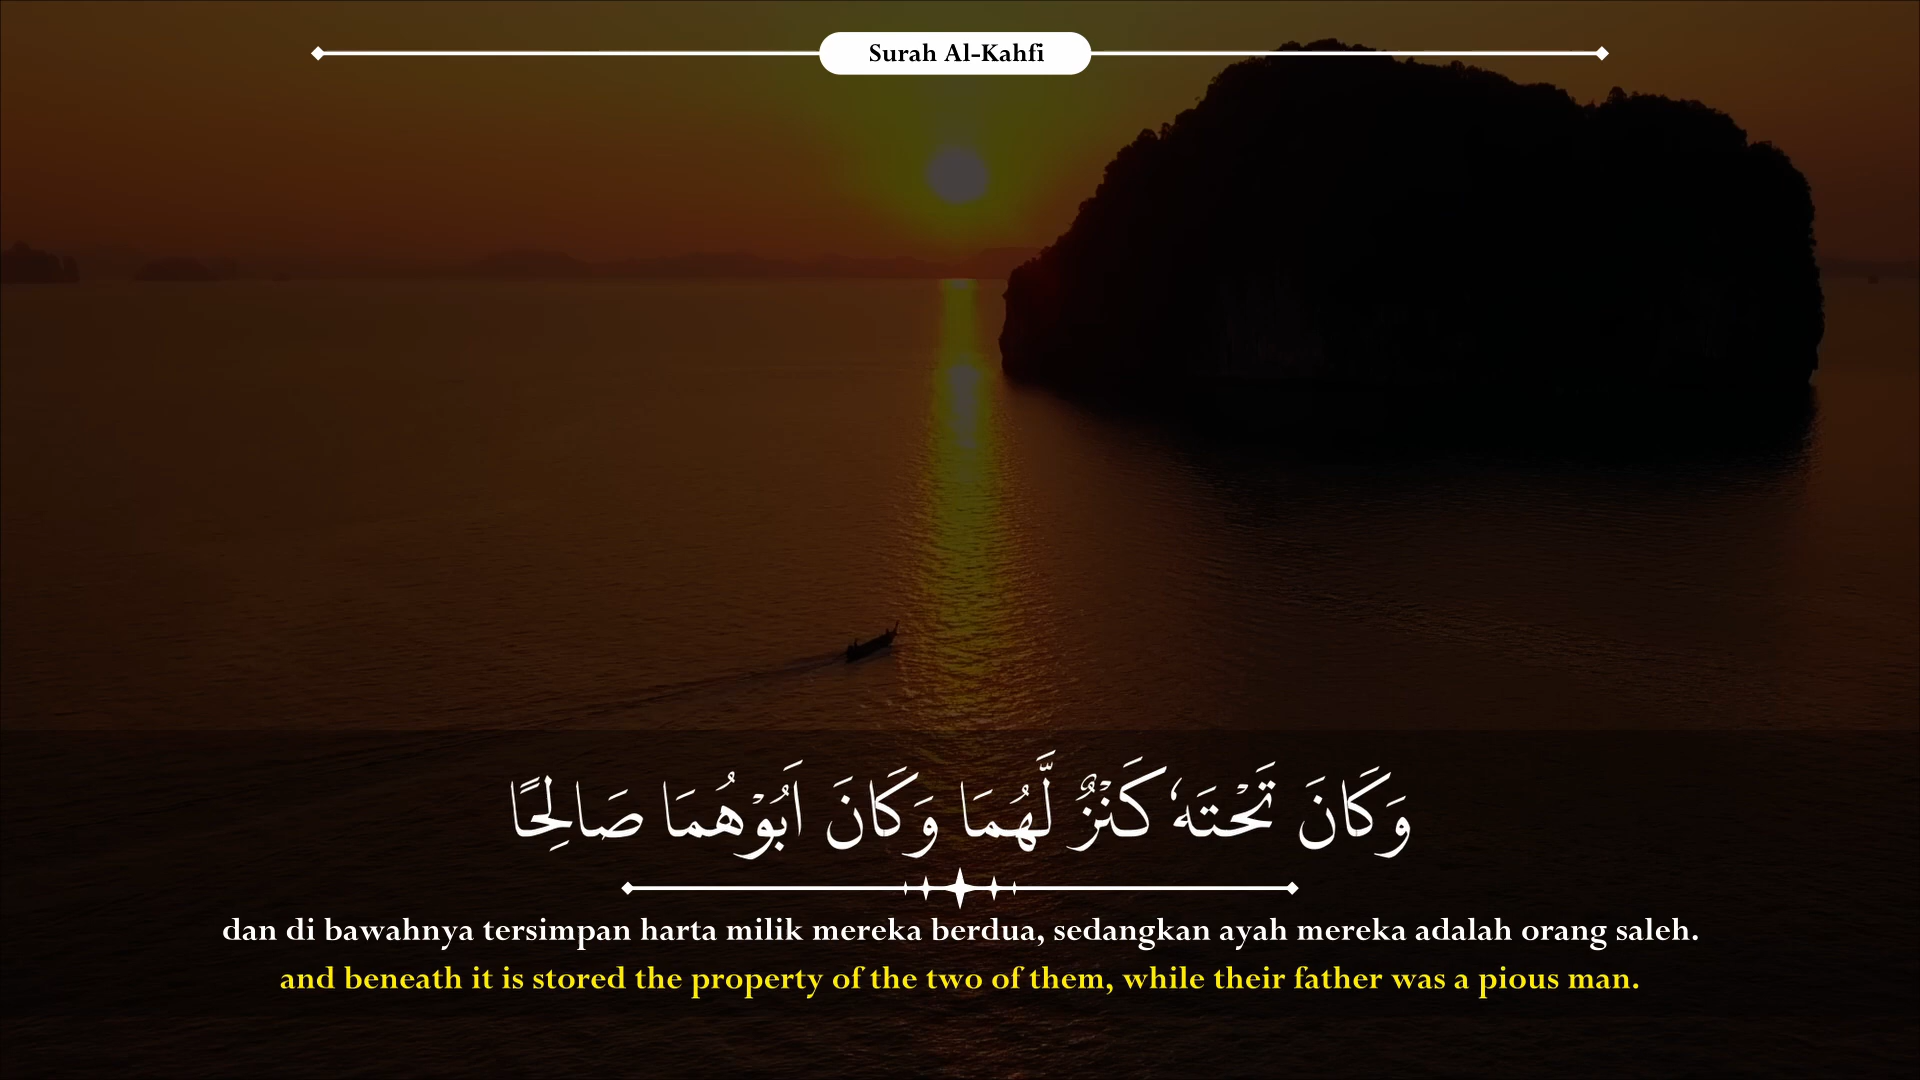 Surah Al-Kahfi
وَكَانَ تَحْتَهٗ كَنْزٌ لَّهُمَا وَكَانَ اَبُوْهُمَا صَالِحًا
dan di bawahnya tersimpan harta milik mereka berdua, sedangkan ayah mereka adalah orang saleh.
and beneath it is stored the property of the two of them, while their father was a pious man.